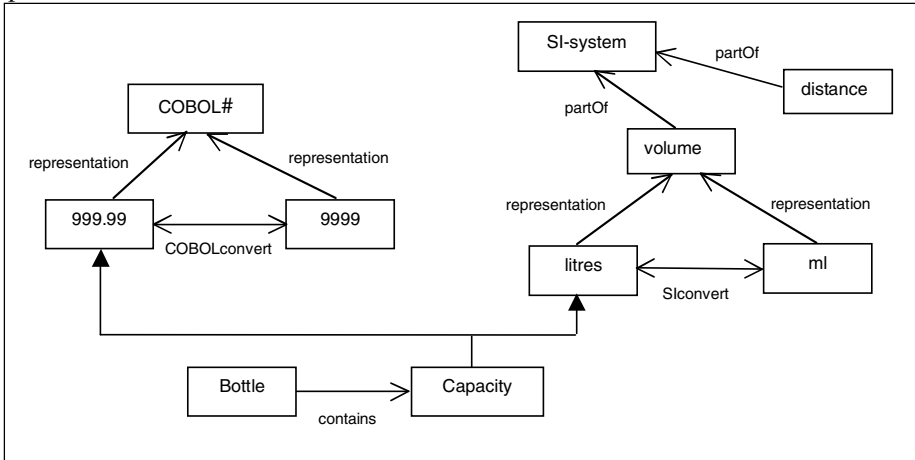 SI-system
partOf
distance
COBOL#
partOf
volume
representation
representation
representation
representation
999.99
9999
COBOLconvert
litres
ml
SIconvert
Bottle
Capacity
contains